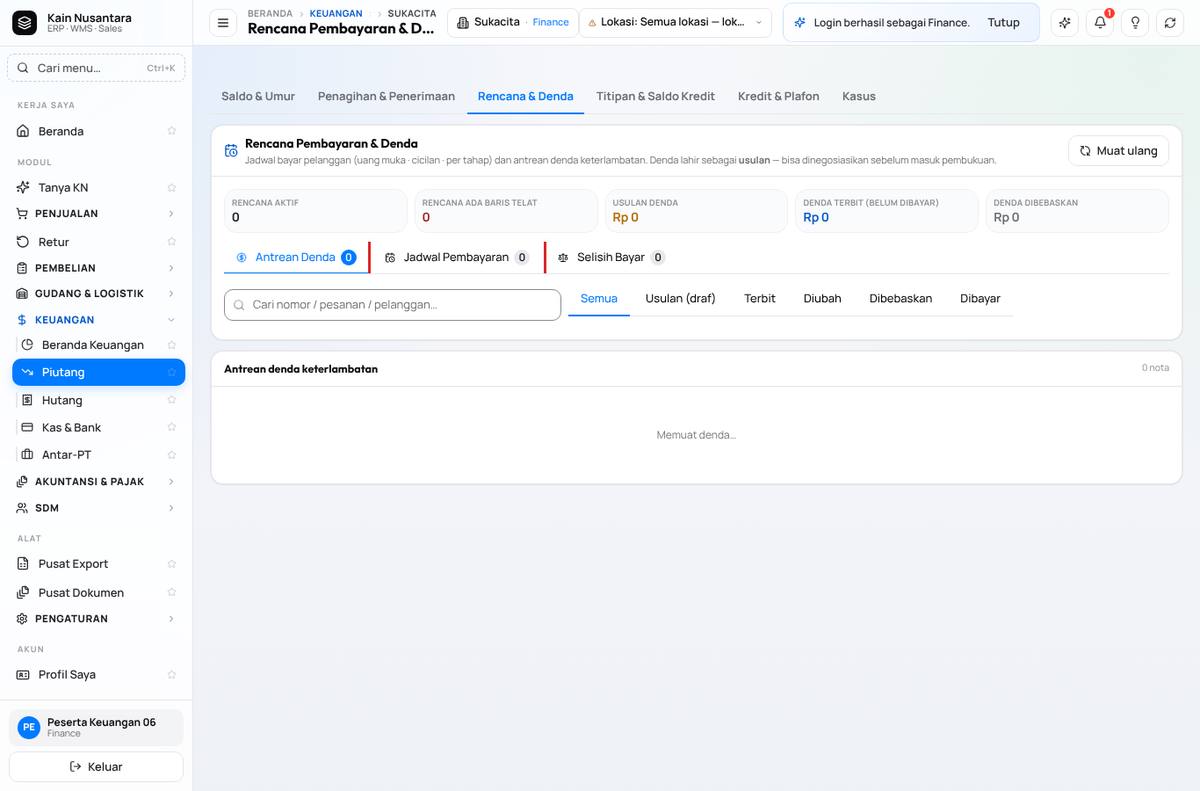 Kain Nusantara
ERP · WMS · Sales
BERANDA › KEUANGAN › SUKACITA
Rencana Pembayaran & D...
Sukacita · Finance
Lokasi: Semua lokasi — lok...
Login berhasil sebagai Finance.
Tutup
1
Cari menu...
Ctrl+K
KERJA SAYA
Beranda
MODUL
Tanya KN
PENJUALAN
Retur
PEMBELIAN
GUDANG & LOGISTIK
KEUANGAN
Beranda Keuangan
Piutang
Hutang
Kas & Bank
Antar-PT
AKUNTANSI & PAJAK
SDM
ALAT
Pusat Export
Pusat Dokumen
PENGATURAN
AKUN
Profil Saya
PE
Peserta Keuangan 06
Finance
Keluar
Saldo & Umur
Penagihan & Penerimaan
Rencana & Denda
Titipan & Saldo Kredit
Kredit & Plafon
Kasus
Rencana Pembayaran & Denda
Jadwal bayar pelanggan (uang muka · cicilan · per tahap) dan antrean denda keterlambatan. Denda lahir sebagai usulan — bisa dinegosiasikan sebelum masuk pembukuan.
Muat ulang
RENCANA AKTIF
0
RENCANA ADA BARIS TELAT
0
USULAN DENDA
Rp 0
DENDA TERBIT (BELUM DIBAYAR)
Rp 0
DENDA DIBEBASKAN
Rp 0
Antrean Denda 0
Jadwal Pembayaran 0
Selisih Bayar 0
Cari nomor / pesanan / pelanggan...
Semua
Usulan (draf)
Terbit
Diubah
Dibebaskan
Dibayar
Antrean denda keterlambatan
0 nota
Memuat denda...